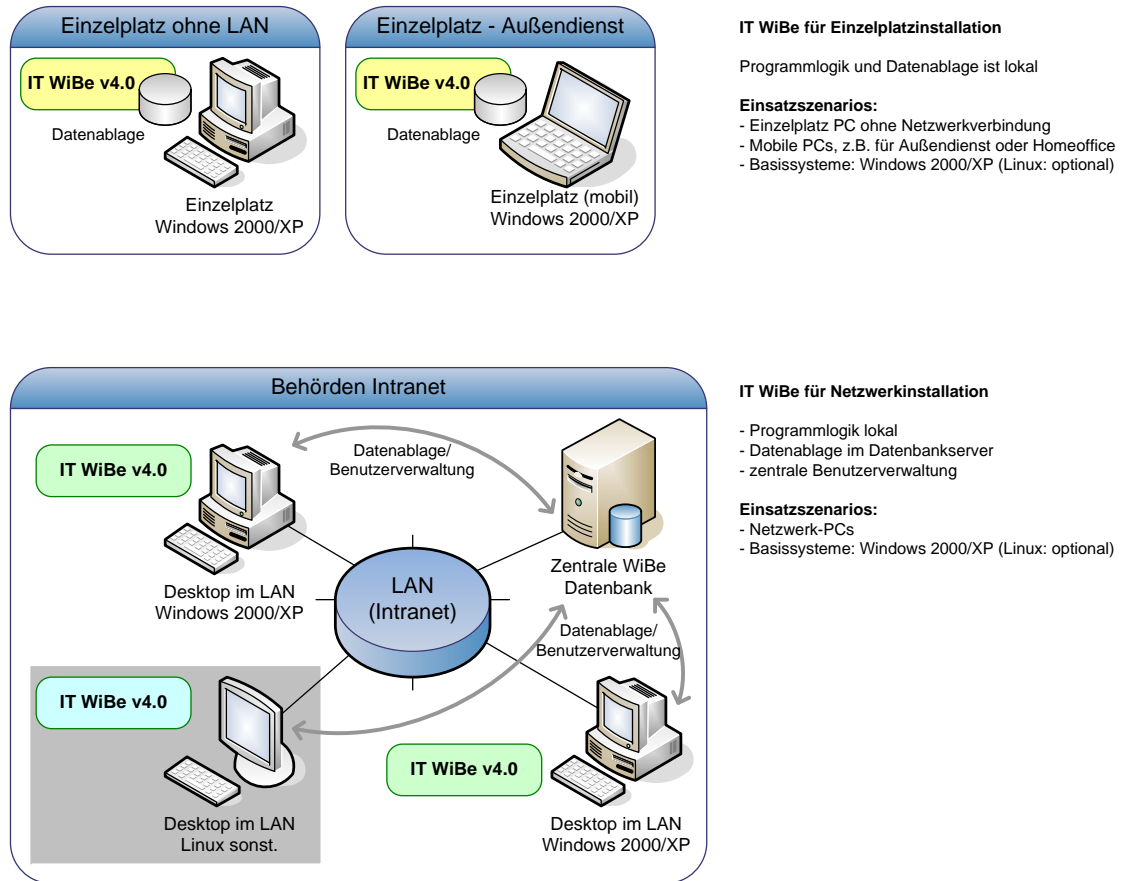 Einzelplatz ohne LAN
IT WiBe v4.0
Datenablage
Einzelplatz
Windows 2000/XP
Einzelplatz - Außendienst
IT WiBe v4.0
Datenablage
Einzelplatz (mobil)
Windows 2000/XP
IT WiBe für Einzelplatzinstallation
Programmlogik und Datenablage ist lokal
Einsatzszenarios:
- Einzelplatz PC ohne Netzwerkverbindung
- Mobile PCs, z.B. für Außendienst oder Homeoffice
- Basissysteme: Windows 2000/XP (Linux: optional)
Behörden Intranet
IT WiBe v4.0
Datenablage/
Benutzerverwaltung
Desktop im LAN
Windows 2000/XP
LAN
(Intranet)
Zentrale WiBe
Datenbank
Datenablage/
Benutzerverwaltung
IT WiBe v4.0
Desktop im LAN
Linux sonst.
IT WiBe v4.0
Desktop im LAN
Windows 2000/XP
IT WiBe für Netzwerkinstallation
- Programmlogik lokal
- Datenablage im Datenbankserver
- zentrale Benutzerverwaltung
Einsatzszenarios:
- Netzwerk-PCs
- Basissysteme: Windows 2000/XP (Linux: optional)